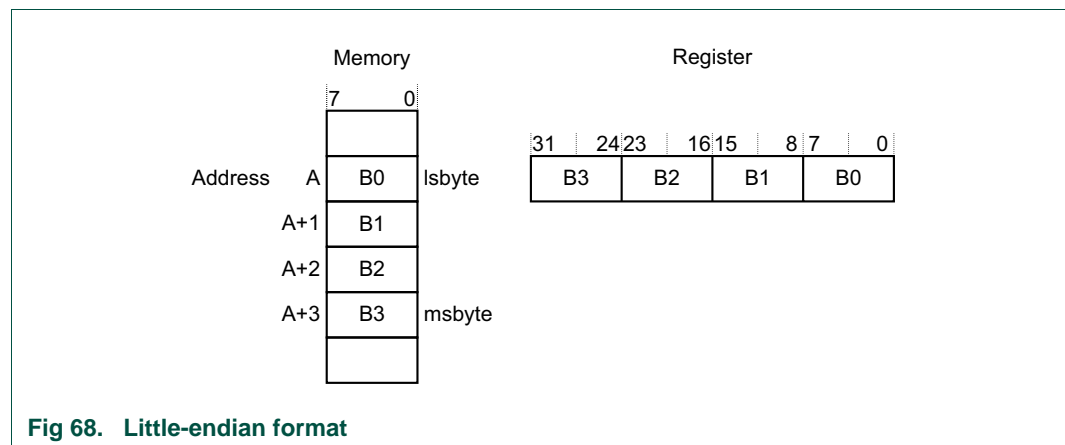 Memory
Register
7 0
31 24 23 16 15 8 7 0
Address A B0 lsbyte
B3 B2 B1 B0
A+1 B1
A+2 B2
A+3 B3 msbyte
Fig 68. Little-endian format